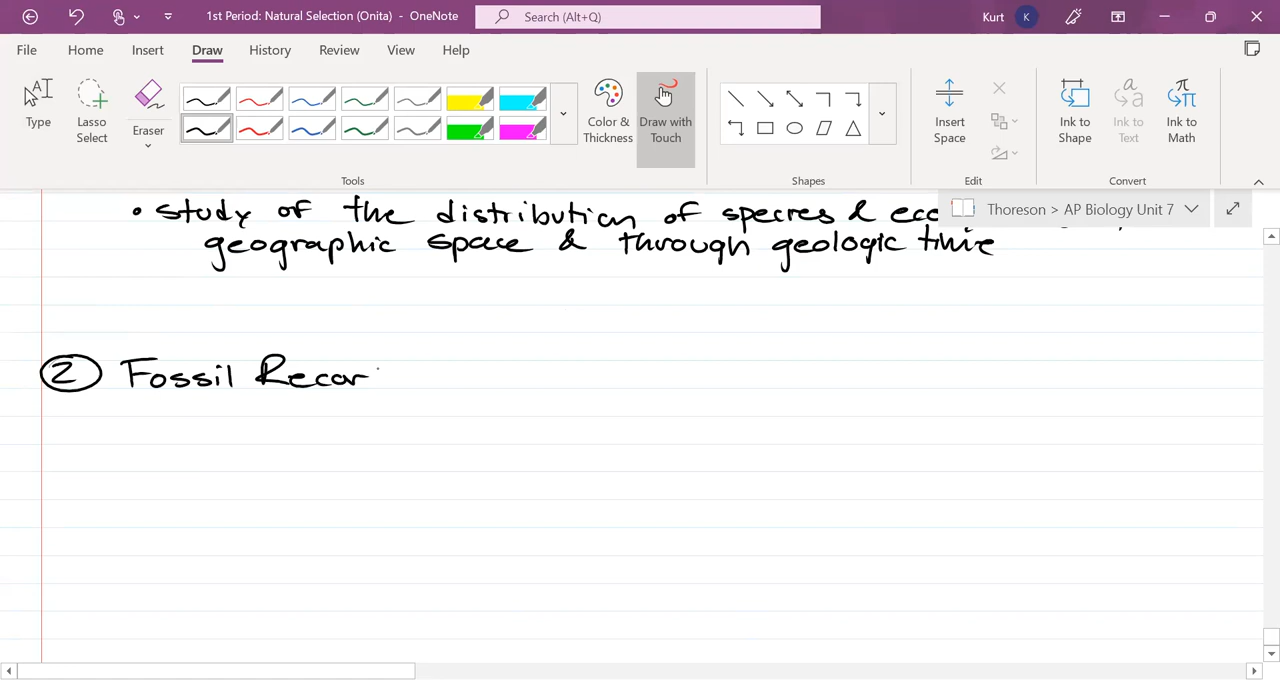 1st Period: Natural Selection (Onita) - OneNote
Search (Alt+Q)
Kurt
K
File Home Insert Draw History Review View Help
Type
Lasso Select
Eraser
Color & Thickness
Draw with Touch
Insert Space
Ink to Shape
Ink to Text
Ink to Math
Tools
Shapes
Edit
Convert
• study of the distribution of species &
Thoreson > AP Biology Unit 7
geographic space & through geologic time
2 Fossil Recor